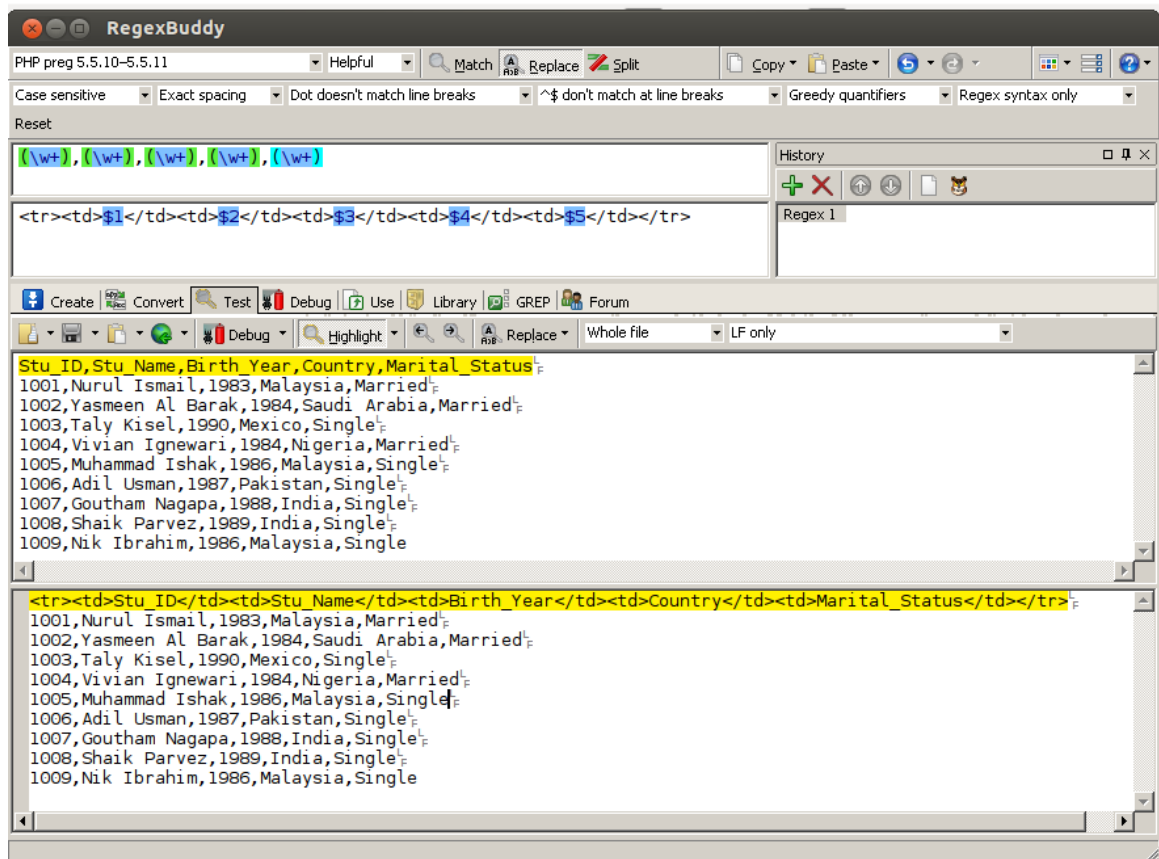 RegexBuddy
PHP preg 5.5.10–5.5.11 Helpful Match Replace Split Copy Paste
Case sensitive Exact spacing Dot doesn't match line breaks ^$ don't match at line breaks Greedy quantifiers Regex syntax only
Reset
(\w+),(\w+),(\w+),(\w+),(\w+)
History
<tr><td>$1</td><td>$2</td><td>$3</td><td>$4</td><td>$5</td></tr>
Regex 1
Create Convert Test Debug Use Library GREP Forum
Debug Highlight Replace Whole file LF only
Stu_ID,Stu_Name,Birth_Year,Country,Marital_Status
1001,Nurul Ismail,1983,Malaysia,Married
1002,Yasmeen Al Barak,1984,Saudi Arabia,Married
1003,Taly Kisel,1990,Mexico,Single
1004,Vivian Ignewari,1984,Nigeria,Married
1005,Muhammad Ishak,1986,Malaysia,Single
1006,Adil Usman,1987,Pakistan,Single
1007,Goutham Nagapa,1988,India,Single
1008,Shaik Parvez,1989,India,Single
1009,Nik Ibrahim,1986,Malaysia,Single
<tr><td>Stu_ID</td><td>Stu_Name</td><td>Birth_Year</td><td>Country</td><td>Marital_Status</td></tr>
1001,Nurul Ismail,1983,Malaysia,Married
1002,Yasmeen Al Barak,1984,Saudi Arabia,Married
1003,Taly Kisel,1990,Mexico,Single
1004,Vivian Ignewari,1984,Nigeria,Married
1005,Muhammad Ishak,1986,Malaysia,Single
1006,Adil Usman,1987,Pakistan,Single
1007,Goutham Nagapa,1988,India,Single
1008,Shaik Parvez,1989,India,Single
1009,Nik Ibrahim,1986,Malaysia,Single